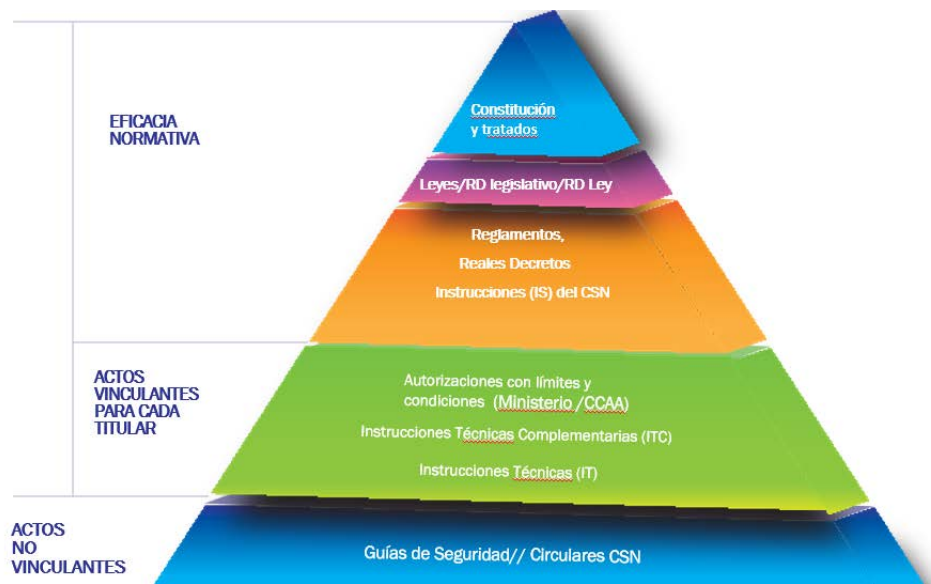 Constitución
y tratados
EFICACIA
NORMATIVA
Leyes/RD legislativo/RD Ley
Reglamentos,
Reales Decretos
Instrucciones (IS) del CSN
ACTOS
VINCULANTES
PARA CADA
TITULAR
Autorizaciones con límites y
condiciones (Ministerio /CCAA)
Instrucciones Técnicas Complementarias (ITC)
Instrucciones Técnicas (IT)
ACTOS
NO
VINCULANTES
Guías de Seguridad// Circulares CSN